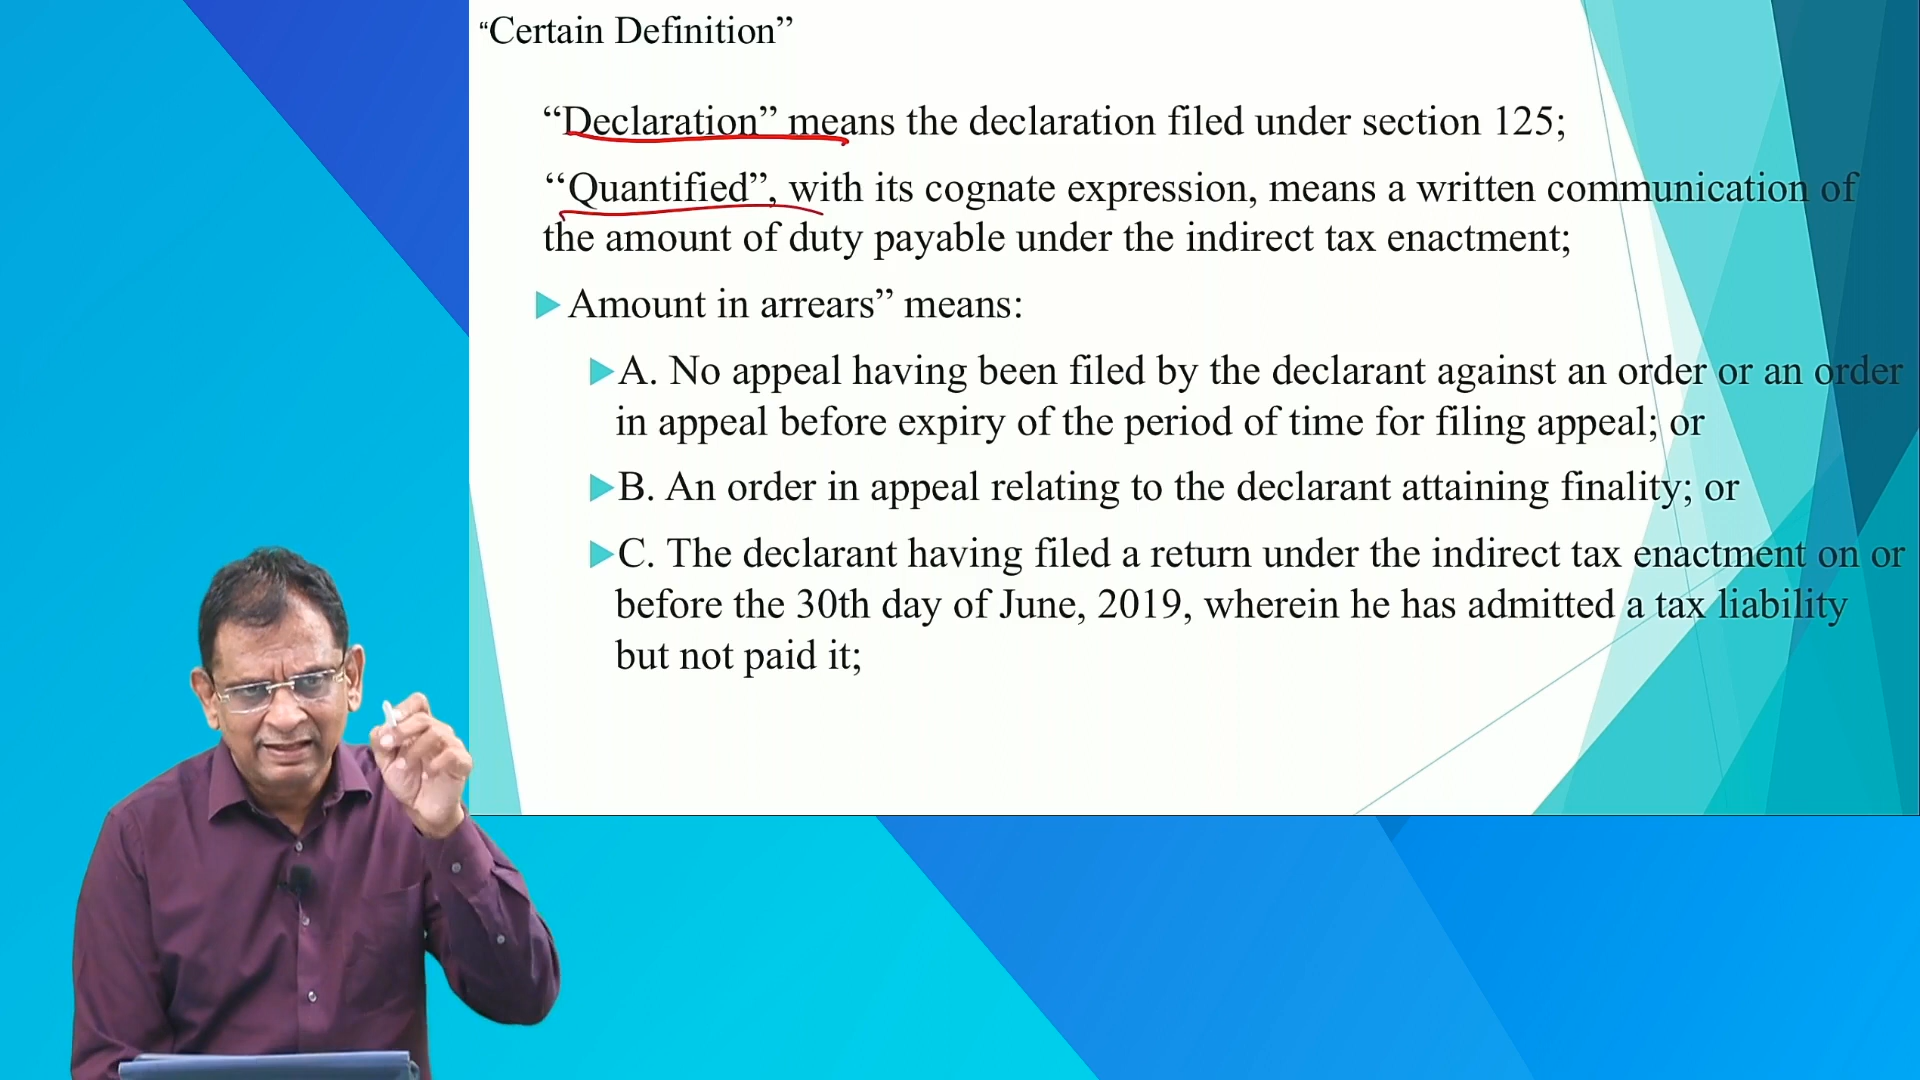 “Certain Definition”
“Declaration” means the declaration filed under section 125;
‘‘Quantified”, with its cognate expression, means a written communication of
the amount of duty payable under the indirect tax enactment;
Amount in arrears” means:
A. No appeal having been filed by the declarant against an order or an order
in appeal before expiry of the period of time for filing appeal; or
B. An order in appeal relating to the declarant attaining finality; or
C. The declarant having filed a return under the indirect tax enactment on or
before the 30th day of June, 2019, wherein he has admitted a tax liability
but not paid it;